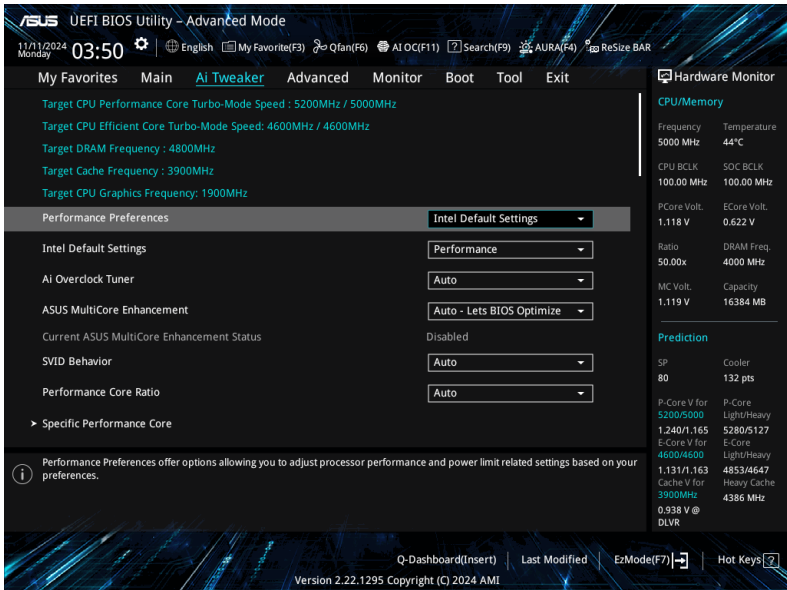 ASUS UEFI BIOS Utility – Advanced Mode
11/11/2024 Monday 03:50 English My Favorite(F3) Qfan(F6) AI OC(F11) ? Search(F9) AURA(F4) ReSize BAR
My Favorites Main Ai Tweaker Advanced Monitor Boot Tool Exit
Target CPU Performance Core Turbo-Mode Speed : 5200MHz / 5000MHz
Target CPU Efficient Core Turbo-Mode Speed: 4600MHz / 4600MHz
Target DRAM Frequency : 4800MHz
Target Cache Frequency : 3900MHz
Target CPU Graphics Frequency: 1900MHz
Performance Preferences Intel Default Settings
Intel Default Settings Performance
Ai Overclock Tuner Auto
ASUS MultiCore Enhancement Auto - Lets BIOS Optimize
Current ASUS MultiCore Enhancement Status Disabled
SVID Behavior Auto
Performance Core Ratio Auto
Specific Performance Core
Performance Preferences offer options allowing you to adjust processor performance and power limit related settings based on your
preferences.
Hardware Monitor
CPU/Memory
Frequency Temperature
5000 MHz 44°C
CPU BCLK SOC BCLK
100.00 MHz 100.00 MHz
PCore Volt. ECore Volt.
1.118 V 0.622 V
Ratio DRAM Freq.
50.00x 4000 MHz
MC Volt. Capacity
1.119 V 16384 MB
Prediction
SP Cooler
80 132 pts
P-Core V for P-Core
5200/5000 Light/Heavy
1.240/1.165 5280/5127
E-Core V for E-Core
4600/4600 Light/Heavy
1.131/1.163 4853/4647
Cache V for Heavy Cache
3900MHz 4386 MHz
0.938 V @
DLVR
Q-Dashboard(Insert) Last Modified EzMode(F7) Hot Keys ?
Version 2.22.1295 Copyright (C) 2024 AMI